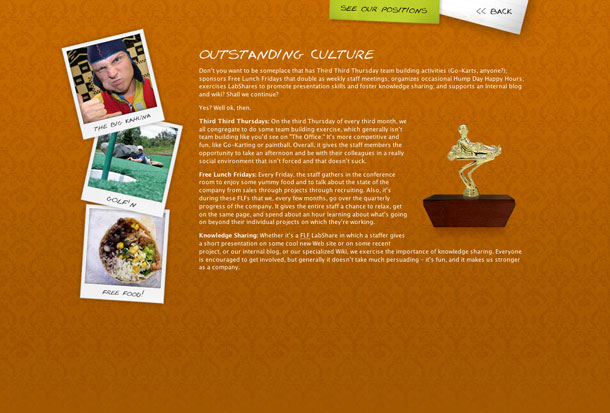 SEE OUR POSITIONS
<< BACK
OUTSTANDING CULTURE
Don't you want to be someplace that has Third Third Thursday team building activities (Go-Karts, anyone?);
sponsors Free Lunch Fridays that double as weekly staff meetings; organizes occasional Hump Day Happy Hours;
exercises LabShares to promote presentation skills and foster knowledge sharing; and supports an Internal blog
and wiki? Shall we continue?
Yes? Well ok, then.
Third Third Thursdays: On the third Thursday of every third month, we
all congregate to do some team building exercise, which generally isn't
team building like you'd see on "The Office." It's more competitive and
fun, like Go-Karting or paintball. Overall, it gives the staff members the
opportunity to take an afternoon and be with their colleagues in a really
social environment that isn't forced and that doesn't suck.
Free Lunch Fridays: Every Friday, the staff gathers in the conference
room to enjoy some yummy food and to talk about the state of the
company from sales through projects through recruiting. Also, it's
during these FLFs that we, every few months, go over the quarterly
progress of the company. It gives the entire staff a chance to relax, get
on the same page, and spend about an hour learning about what's going
on beyond their individual projects on which they're working.
Knowledge Sharing: Whether it's a FLF LabShare in which a staffer gives
a short presentation on some cool new Web site or on some recent
project, or our internal blog, or our specialized Wiki, we exercise the importance of knowledge sharing. Everyone
is encouraged to get involved, but generally it doesn't take much persuading - it's fun, and it makes us stronger
as a company.
THE BIG KAHUNA
GOLF'N
FREE FOOD!